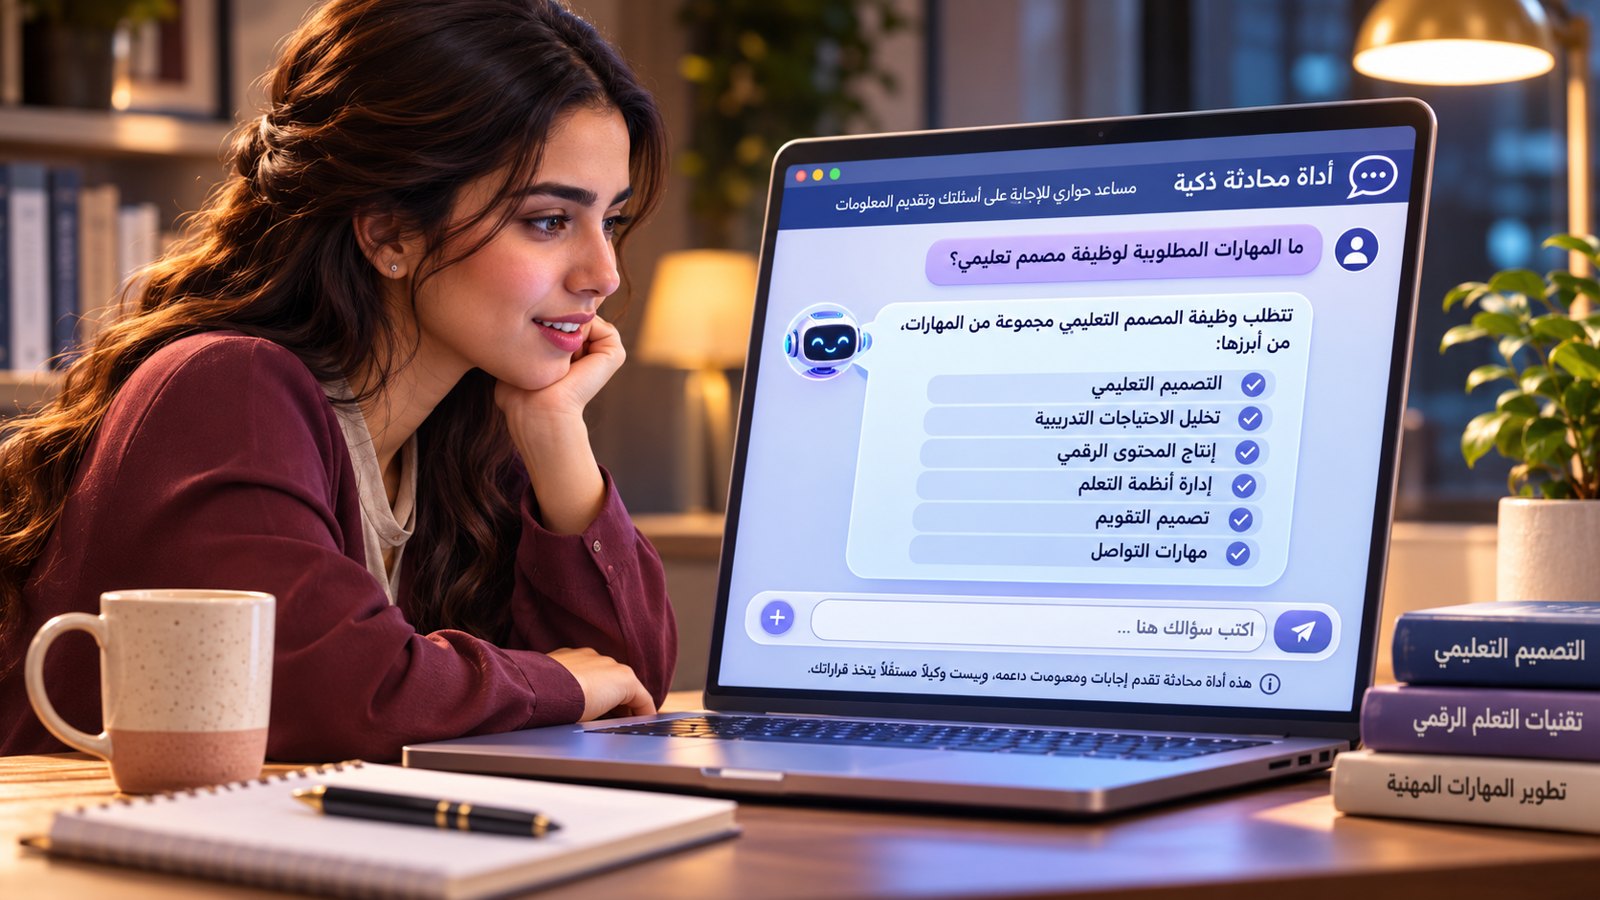 أداة محادثة ذكية
مساعد حواري للإجابة على أسئلتك وتقديم المعلومات
ما المهارات المطلوبة لوظيفة مصمم تعليمي؟
تتطلب وظيفة المصمم التعليمي مجموعة من المهارات،
من أبرزها:
التصميم التعليمي
تخليل الاحتياجات التدريبية
إنتاج المحتوى الرقمي
إدارة أنظمة التعلم
تصميم التقويم
مهارات التواصل
اكتب سؤالك هنا ...
هذه أداة محادثة تقدم إجابات ومعلومات داعمة، وليست وكيلاً مستقلاً يتخذ قراراتك.
التصميم التعليمي
تقنيات التعلم الرقمي
تطوير المهارات المهنية